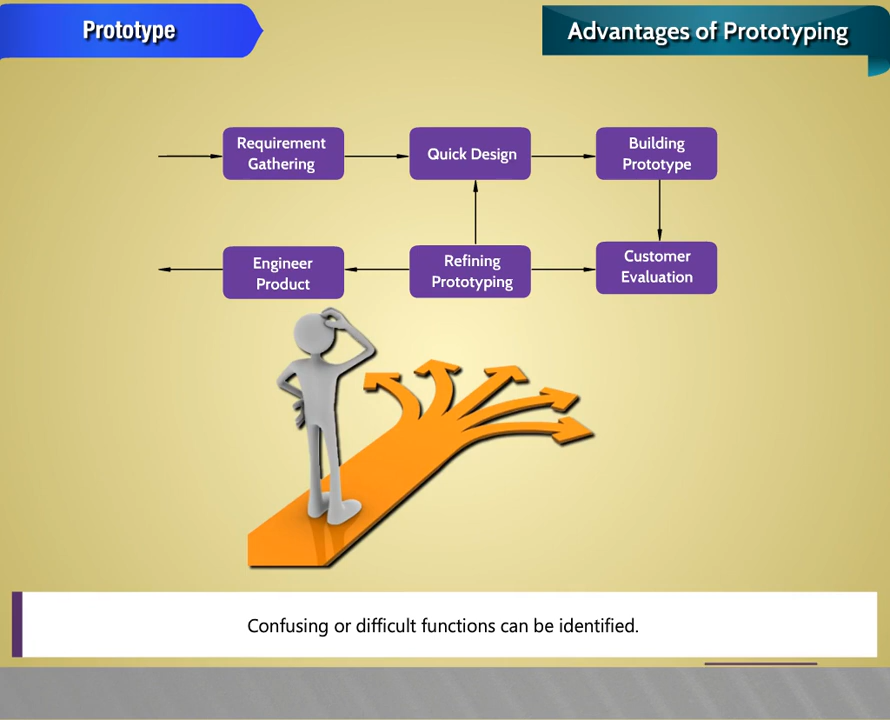 Prototype
Advantages of Prototyping
Requirement
Gathering
Quick Design
Building
Prototype
Engineer
Product
Refining
Prototyping
Customer
Evaluation
Confusing or difficult functions can be identified.